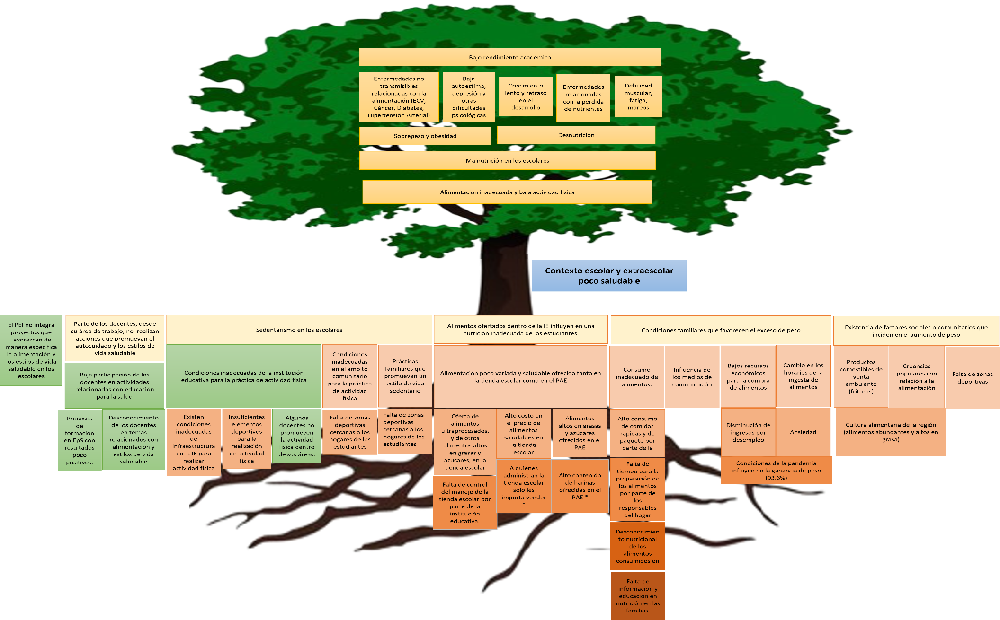 Bajo rendimiento académico
Enfermedades no
transmisibles
relacionadas con la
alimentación (ECV,
Cáncer, Diabetes,
Hipertensión Arterial)
Baja
autoestima,
depresión y
otras
dificultades
psicológicas
Crecimiento
lento y retraso
en el
desarrollo
Enfermedades
relacionadas
con la pérdida
de nutrientes
Debilidad
muscular,
fatiga,
mareos
Sobrepeso y obesidad
Desnutrición
Malnutrición en los escolares
Alimentación inadecuada y baja actividad fisica
Contexto escolar y extraescolar
poco saludable
El PEI no integra
proyectos que
favorezcan de
manera específica
la alimentación y
los estilos de vida
saludable en los
escolares
Parte de los docentes, desde
su área de trabajo, no realizan
acciones que promuevan el
autocuidado y los estilos de
vida saludable
Sedentarismo en los escolares
Alimentos ofertados dentro de la IE influyen en una
nutrición inadecuada de los estudiantes.
Condiciones familiares que favorecen el exceso de peso
Existencia de factores sociales o comunitarios que
inciden en el aumento de peso
Baja participación de los
docentes en actividades
relacionadas con educación
para la salud
Condiciones inadecuadas de la institución
educativa para la práctica de actividad física
Condiciones
inadecuadas
en el ámbito
comunitario
para la práctica
de actividad
física
Prácticas
familiares que
promueven un
estilo de vida
sedentario
Alimentación poco variada y saludable ofrecida tanto en
la tienda escolar como en el PAE
Consumo
inadecuado de
alimentos.
Influencia de
los medios de
comunicación
Bajos recursos
económicos
para la compra
de alimentos
Cambio en los
horarios de la
ingesta de
alimentos
Productos
comestibles de
venta
ambulante
(frituras)
Creencias
populares con
relación a la
alimentación
Falta de zonas
deportivas
Procesos
de
formación
en EpS con
resultados
poco
positivos.
Desconocimiento
de los docentes
en temas
relacionados con
alimentación y
estilos de vida
saludable
Existen
condiciones
inadecuadas
de
infraestructura
en la IE para
realizar
actividad física
Insuficientes
elementos
deportivos
para la
realización
de actividad
física
Algunos
docentes no
promueven
la actividad
física dentro
de sus áreas.
Falta de zonas
deportivas
cercanas a los
hogares de los
estudiantes
Falta de zonas
deportivas
cercanas a los
hogares de los
estudiantes
Oferta de
alimentos
ultraprocesados,
y de otros
alimentos altos
en grasas y
azucares, en la
tienda escolar
Alto costo en
el precio de
alimentos
saludables en
la tienda
escolar
Alimentos
altos en grasas
y azúcares
ofrecidos en el
PAE
Alto consumo
de comidas
rápidas y de
paquete por
parte de la
Disminución de
ingresos por
desempleo
Ansiedad
Cultura alimentaria de la región
(alimentos abundantes y altos en
grasa)
Falta de control
del manejo de la
tienda escolar por
parte de la
institución
educativa.
A quienes
administran la
tienda escolar
solo les
importa vender
*
Alto contenido
de harinas
ofrecidas en el
PAE *
Falta de
tiempo para la
preparación de
los alimentos
por parte de
los
responsables
del hogar
Condiciones de la pandemia
influyen en la ganancia de peso
(93.6%)
Desconocimien
to nutricional
de los
alimentos
consumidos en
Falta de
información y
educación en
nutrición en las
familias.